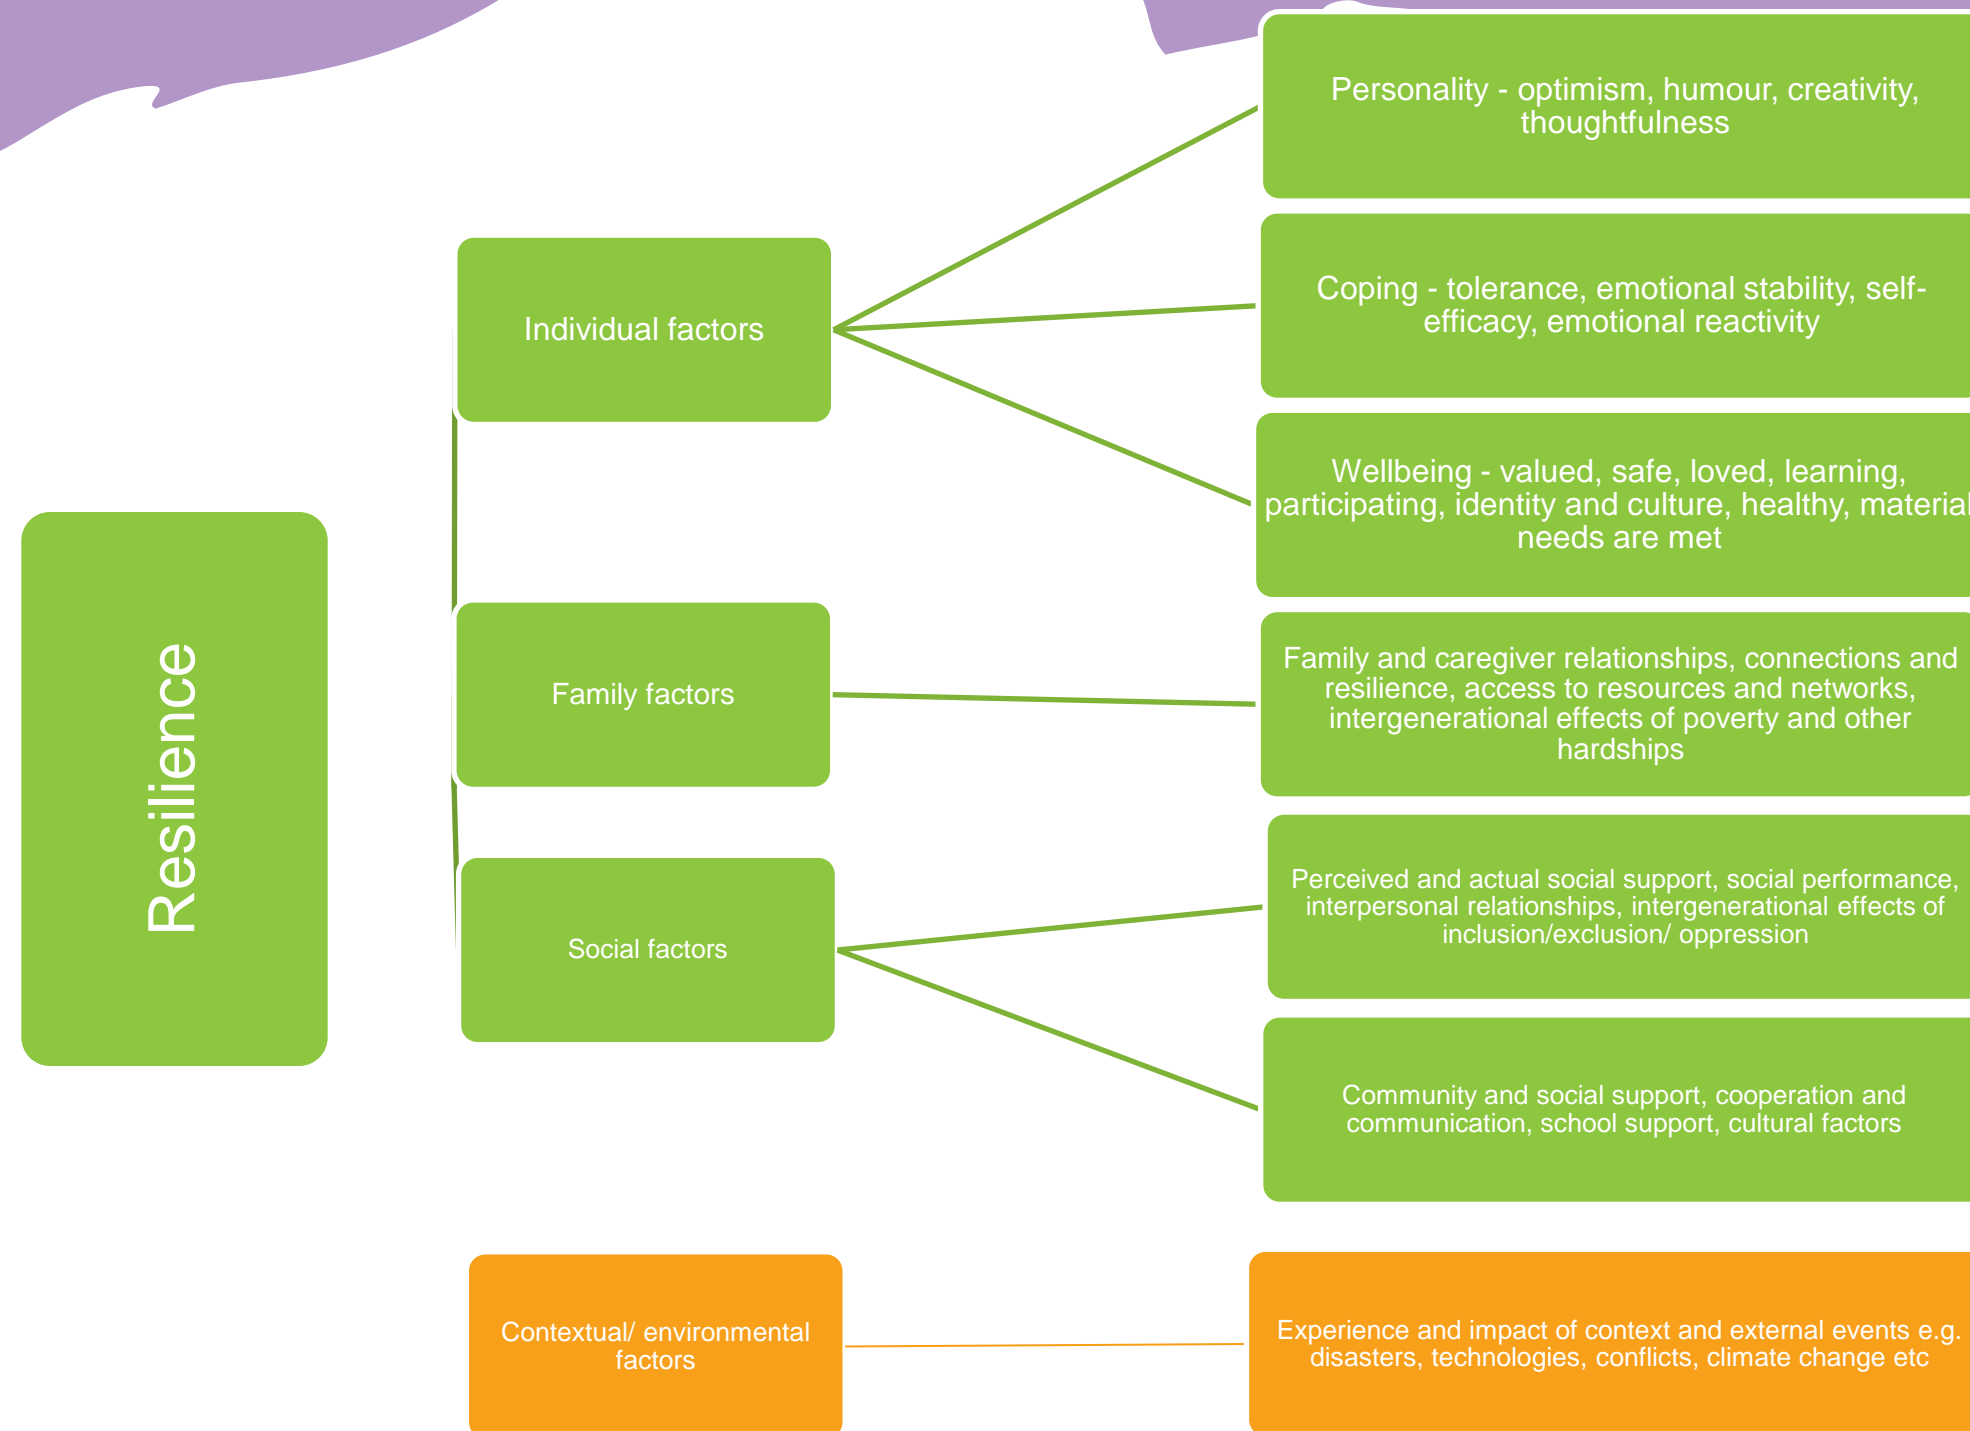 Resilience
Individual factors
Personality - optimism, humour, creativity,
thoughtfulness
Coping - tolerance, emotional stability, self-
efficacy, emotional reactivity
Wellbeing - valued, safe, loved, learning,
participating, identity and culture, healthy, material
needs are met
Family factors
Family and caregiver relationships, connections and
resilience, access to resources and networks,
intergenerational effects of poverty and other
hardships
Social factors
Perceived and actual social support, social performance,
interpersonal relationships, intergenerational effects of
inclusion/exclusion/ oppression
Community and social support, cooperation and
communication, school support, cultural factors
Contextual/ environmental
factors
Experience and impact of context and external events e.g.
disasters, technologies, conflicts, climate change etc